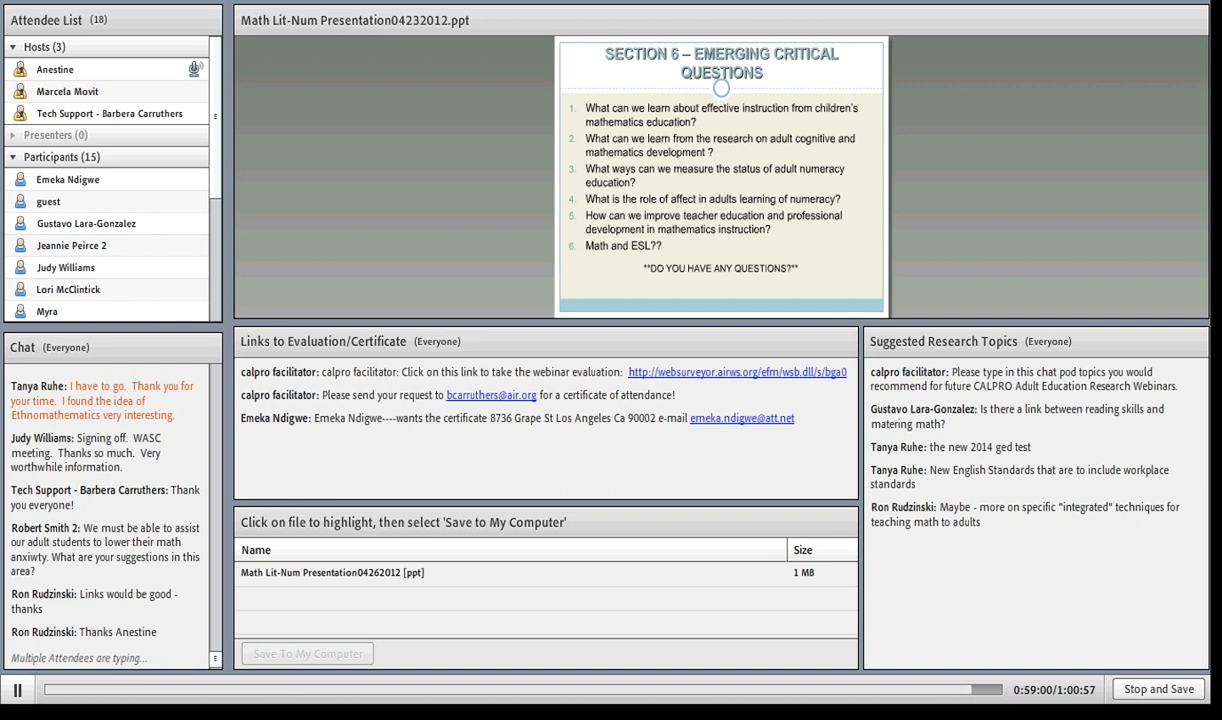 Attendee List (18)
Hosts (3)
Anestine
Marcela Movit
Tech Support - Barbera Carruthers
Presenters (0)
Participants (15)
Emeka Ndigwe
guest
Gustavo Lara-Gonzalez
Jeannie Peirce 2
Judy Williams
Lori McClintick
Myra
Chat (Everyone)
Tanya Ruhe: I have to go. Thank you for
your time. I found the idea of
Ethnomathematics very interesting.
Judy Williams: Signing off. WASC
meeting. Thanks so much. Very
worthwhile information.
Tech Support - Barbera Carruthers: Thank
you everyone!
Robert Smith 2: We must be able to assist
our adult students to lower their math
anxiwty. What are your suggestions in this
area?
Ron Rudzinski: Links would be good -
thanks
Ron Rudzinski: Thanks Anestine
Multiple Attendees are typing...
Math Lit-Num Presentation04232012.ppt
SECTION 6 – EMERGING CRITICAL
QUESTIONS
1. What can we learn about effective instruction from children's
mathematics education?
2. What can we learn from the research on adult cognitive and
mathematics development ?
3. What ways can we measure the status of adult numeracy
education?
4. What is the role of affect in adults learning of numeracy?
5. How can we improve teacher education and professional
development in mathematics instruction?
6. Math and ESL??
**DO YOU HAVE ANY QUESTIONS?**
Links to Evaluation/Certificate (Everyone)
calpro facilitator: calpro facilitator: Click on this link to take the webinar evaluation: http://websurveyor.airws.org/efm/wsb.dll/s/bga0
calpro facilitator: Please send your request to bcarruthers@air.org for a certificate of attendance!
Emeka Ndigwe: Emeka Ndigwe----wants the certificate 8736 Grape St Los Angeles Ca 90002 e-mail emeka.ndigwe@att.net
Click on file to highlight, then select 'Save to My Computer'
Name Size
Math Lit-Num Presentation04262012 [ppt] 1 MB
Save To My Computer
Suggested Research Topics (Everyone)
calpro facilitator: Please type in this chat pod topics you would
recommend for future CALPRO Adult Education Research Webinars.
Gustavo Lara-Gonzalez: Is there a link between reading skills and
matering math?
Tanya Ruhe: the new 2014 ged test
Tanya Ruhe: New English Standards that are to include workplace
standards
Ron Rudzinski: Maybe - more on specific "integrated" techniques for
teaching math to adults
0:59:00/1:00:57
Stop and Save